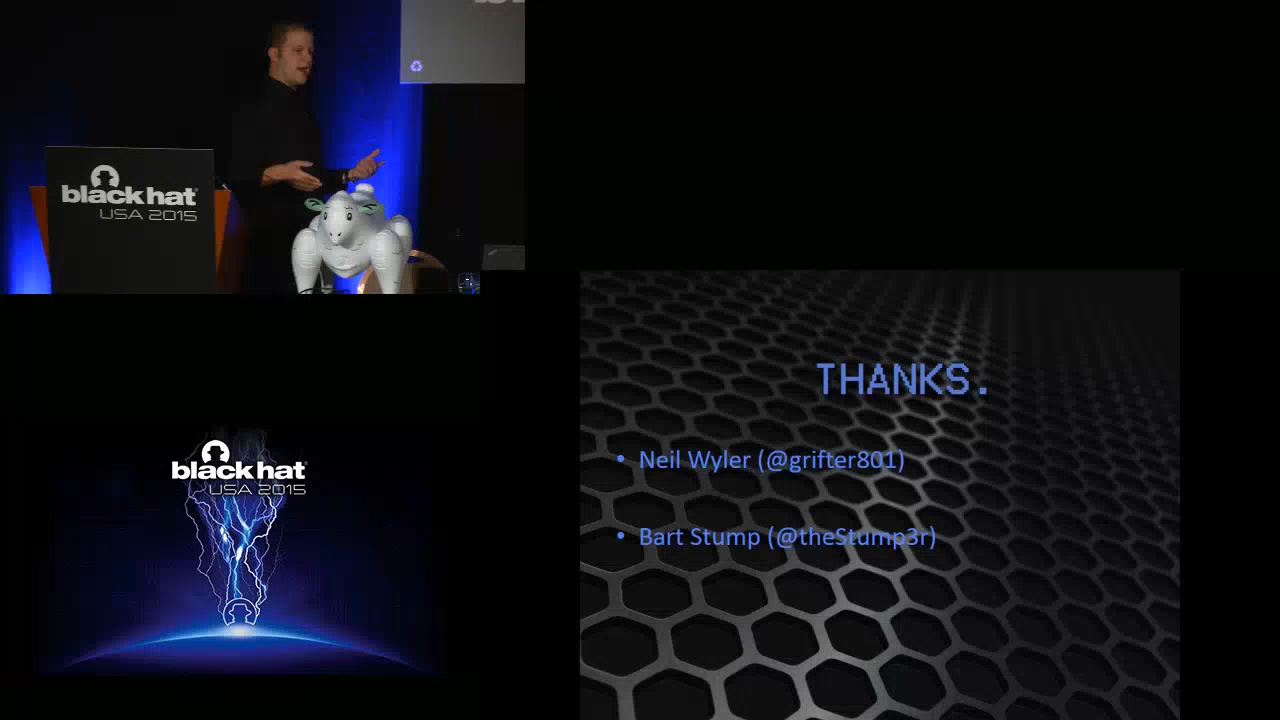 black hat
USA 2015
black hat
USA 2015
THANKS.
• Neil Wyler (@grifter801)
• Bart Stump (@theStump3r)